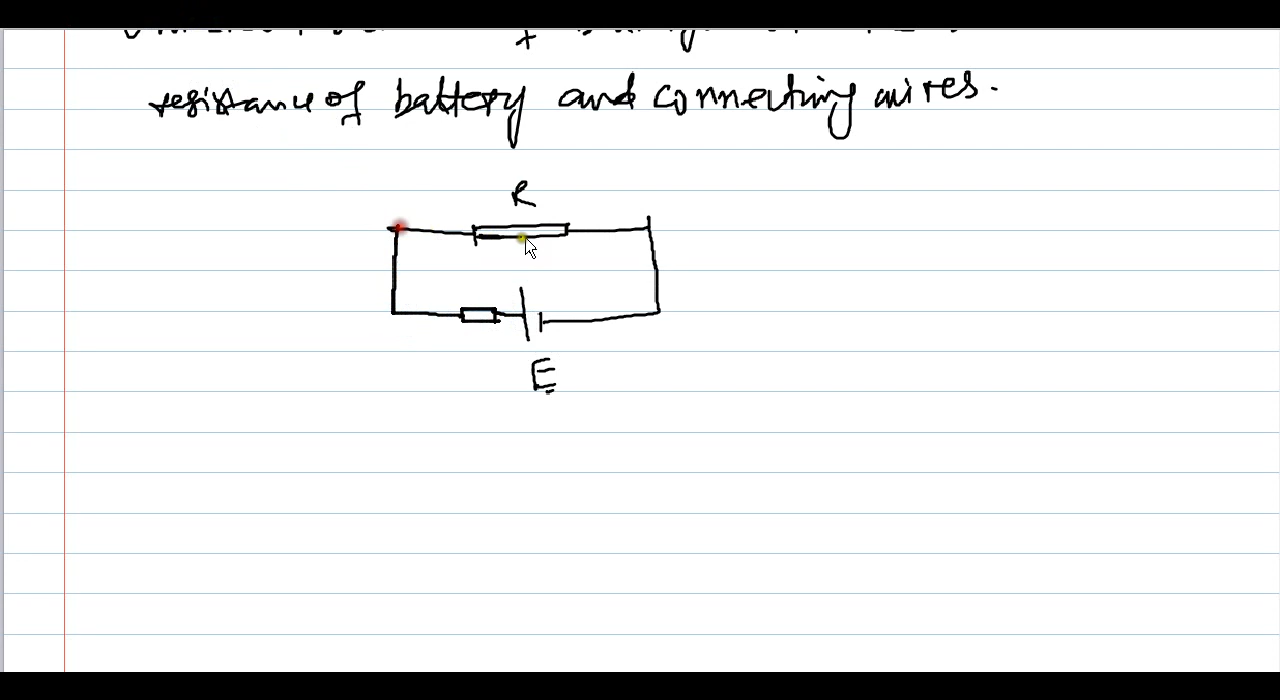 resistance of battery and connecting wires.
R
E